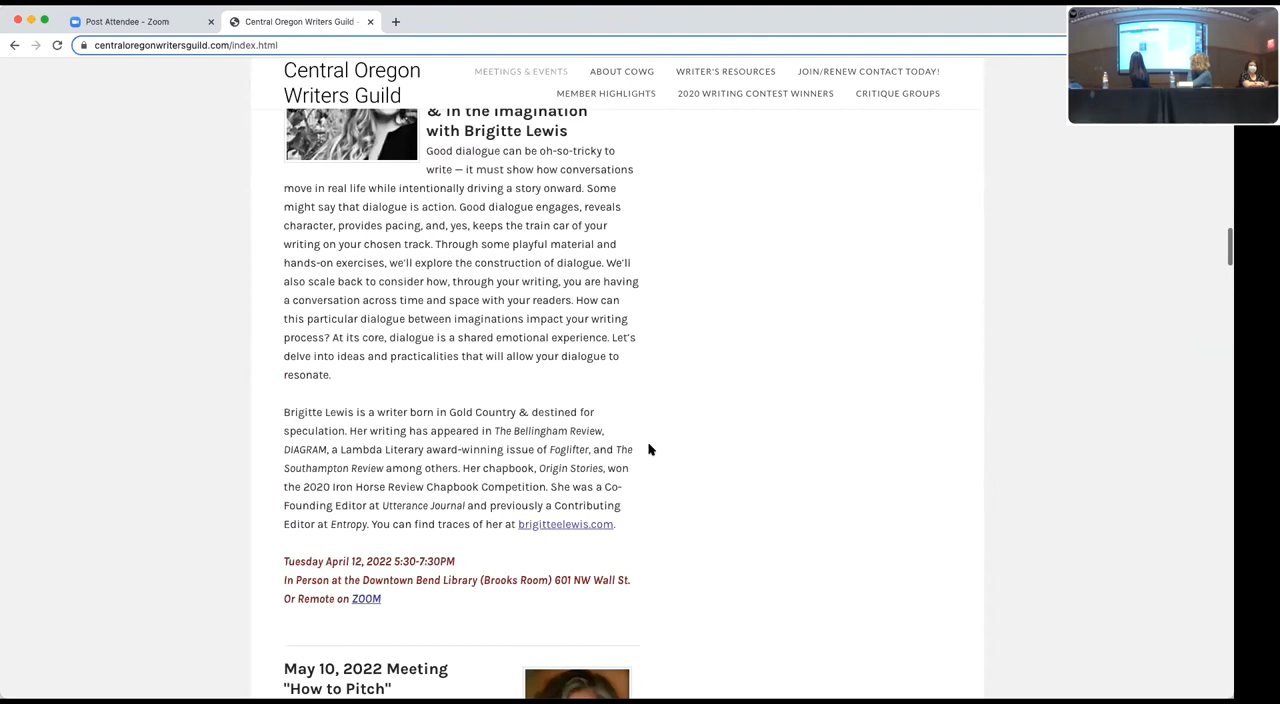 Post Attendee - Zoom
Central Oregon Writers Guild -
centraloregonwritersguild.com/index.html
Central Oregon
Writers Guild
MEETINGS & EVENTS
ABOUT COWG
WRITER'S RESOURCES
JOIN/RENEW CONTACT TODAY!
MEMBER HIGHLIGHTS
2020 WRITING CONTEST WINNERS
CRITIQUE GROUPS
& in the Imagination
with Brigitte Lewis
Good dialogue can be oh-so-tricky to
write — it must show how conversations
move in real life while intentionally driving a story onward. Some
might say that dialogue is action. Good dialogue engages, reveals
character, provides pacing, and, yes, keeps the train car of your
writing on your chosen track. Through some playful material and
hands-on exercises, we'll explore the construction of dialogue. We'll
also scale back to consider how, through your writing, you are having
a conversation across time and space with your readers. How can
this particular dialogue between imaginations impact your writing
process? At its core, dialogue is a shared emotional experience. Let's
delve into ideas and practicalities that will allow your dialogue to
resonate.
Brigitte Lewis is a writer born in Gold Country & destined for
speculation. Her writing has appeared in The Bellingham Review,
DIAGRAM, a Lambda Literary award-winning issue of Foglifter, and The
Southampton Review among others. Her chapbook, Origin Stories, won
the 2020 Iron Horse Review Chapbook Competition. She was a Co-
Founding Editor at Utterance Journal and previously a Contributing
Editor at Entropy. You can find traces of her at brigitteelewis.com.
Tuesday April 12, 2022 5:30-7:30PM
In Person at the Downtown Bend Library (Brooks Room) 601 NW Wall St.
Or Remote on ZOOM
May 10, 2022 Meeting
"How to Pitch"